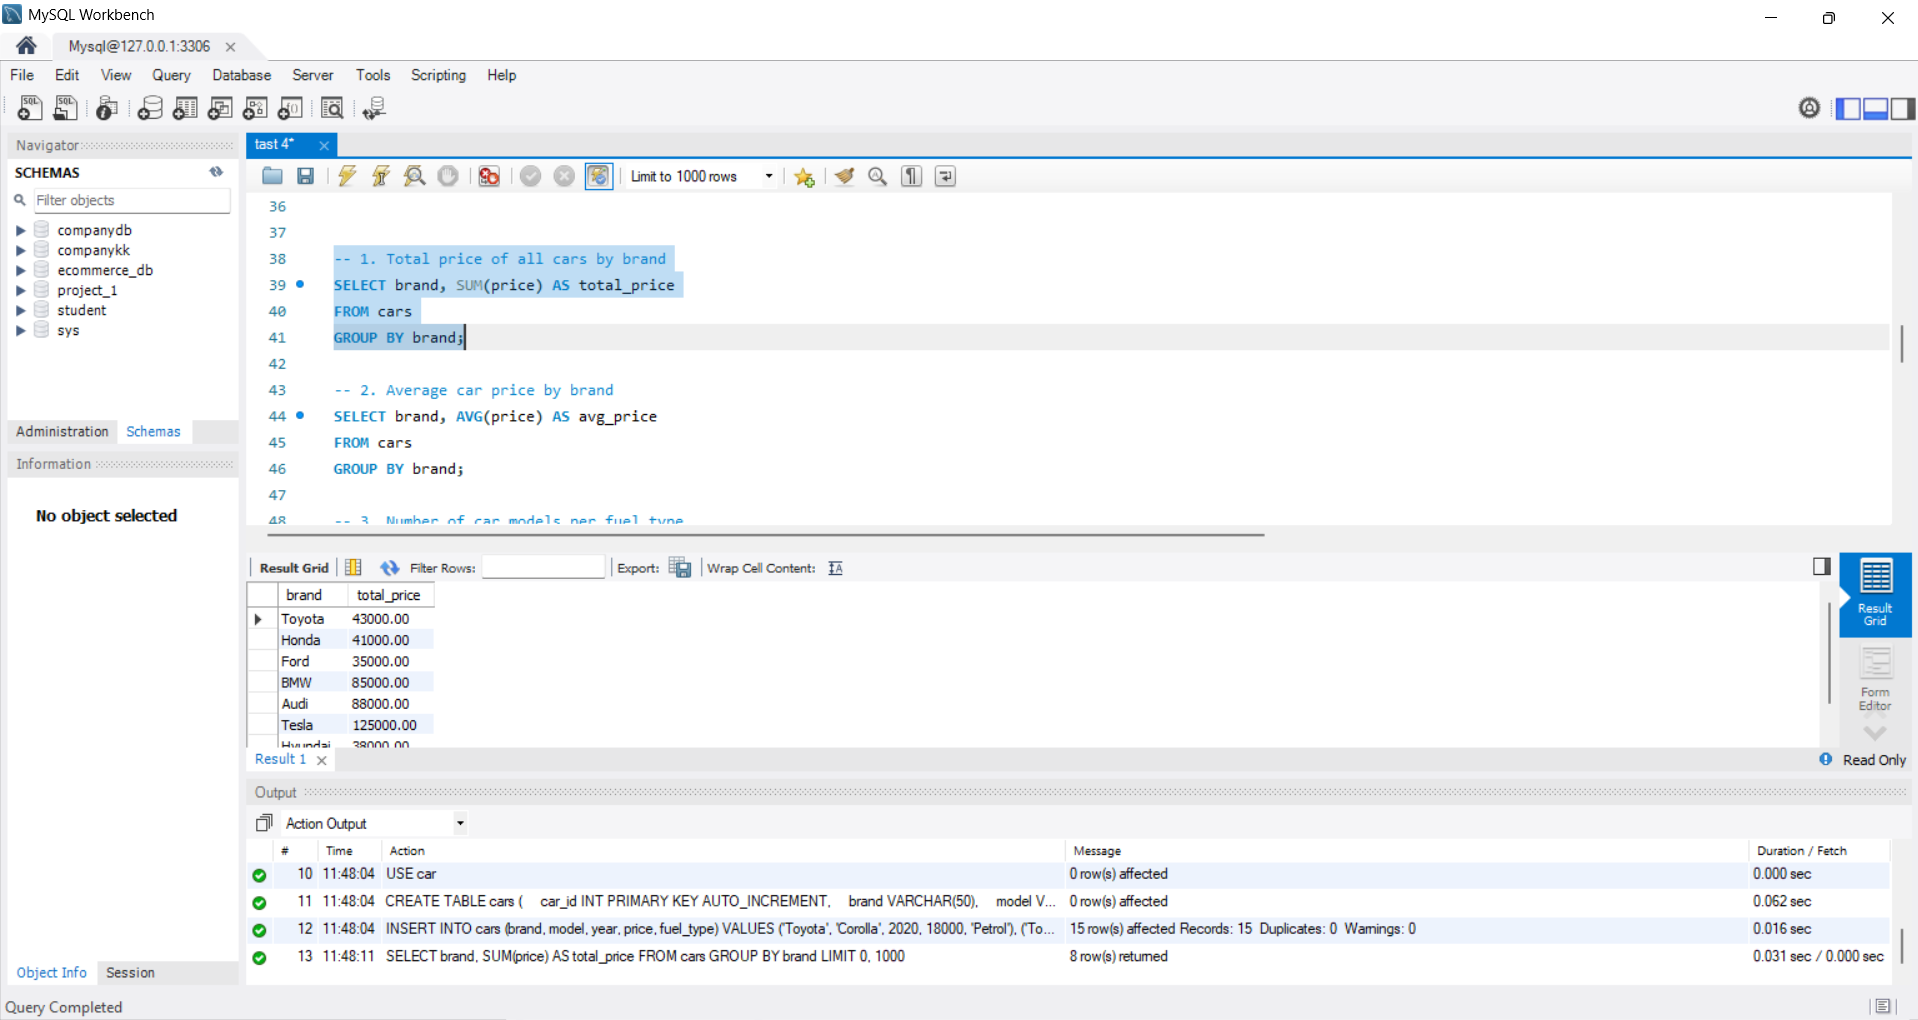 MySQL Workbench
Mysql@127.0.0.1:3306
File Edit View Query Database Server Tools Scripting Help
Navigator
SCHEMAS
Filter objects
companydb
companykk
ecommerce_db
project_1
student
sys
Administration Schemas
Information
No object selected
Object Info Session
Query Completed
tast 4*
Limit to 1000 rows
36
37
38 -- 1. Total price of all cars by brand
39 SELECT brand, SUM(price) AS total_price
40 FROM cars
41 GROUP BY brand;
42
43 -- 2. Average car price by brand
44 SELECT brand, AVG(price) AS avg_price
45 FROM cars
46 GROUP BY brand;
47
48 -- 3. Number of car models per fuel type
Result Grid Filter Rows: Export: Wrap Cell Content:
brand total_price
Toyota 43000.00
Honda 41000.00
Ford 35000.00
BMW 85000.00
Audi 88000.00
Tesla 125000.00
Hyundai 38000.00
Result Grid
Form Editor
Result 1
Read Only
Output
Action Output
# Time Action Message Duration / Fetch
10 11:48:04 USE car 0 row(s) affected 0.000 sec
11 11:48:04 CREATE TABLE cars ( car_id INT PRIMARY KEY AUTO_INCREMENT, brand VARCHAR(50), model V... 0 row(s) affected 0.062 sec
12 11:48:04 INSERT INTO cars (brand, model, year, price, fuel_type) VALUES ('Toyota', 'Corolla', 2020, 18000, 'Petrol'), ('To... 15 row(s) affected Records: 15 Duplicates: 0 Warnings: 0 0.016 sec
13 11:48:11 SELECT brand, SUM(price) AS total_price FROM cars GROUP BY brand LIMIT 0, 1000 8 row(s) returned 0.031 sec / 0.000 sec